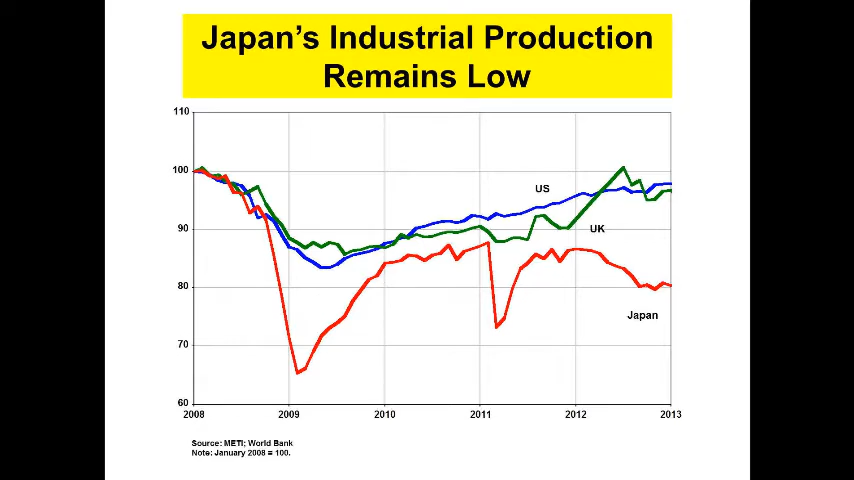 Japan’s Industrial Production
Remains Low
110
100
90
80
70
60
US
UK
Japan
2008 2009 2010 2011 2012 2013
Source: METI; World Bank
Note: January 2008 = 100.